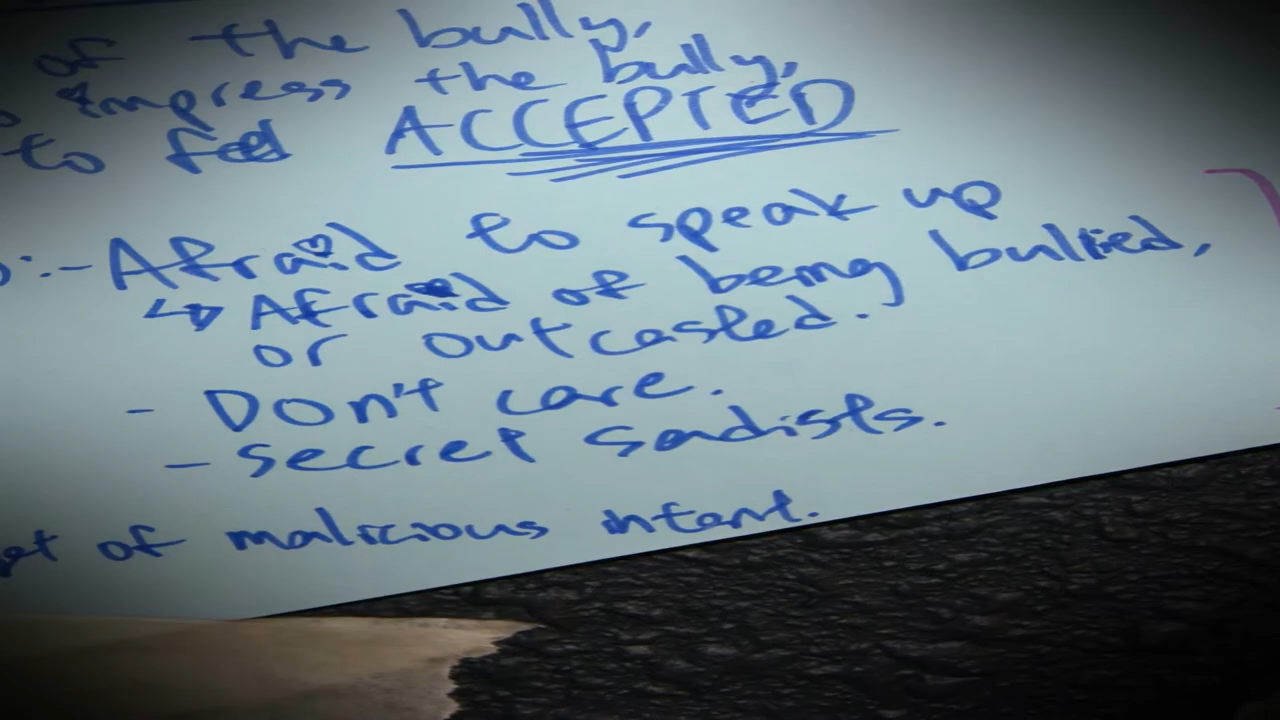 of the bully,
impress the bully,
to feel ACCEPTED
:- Afraid to speak up
↳ Afraid of being bullied,
or outcasted.
- Don't care.
- Secret Sadists.
of malicious intent.